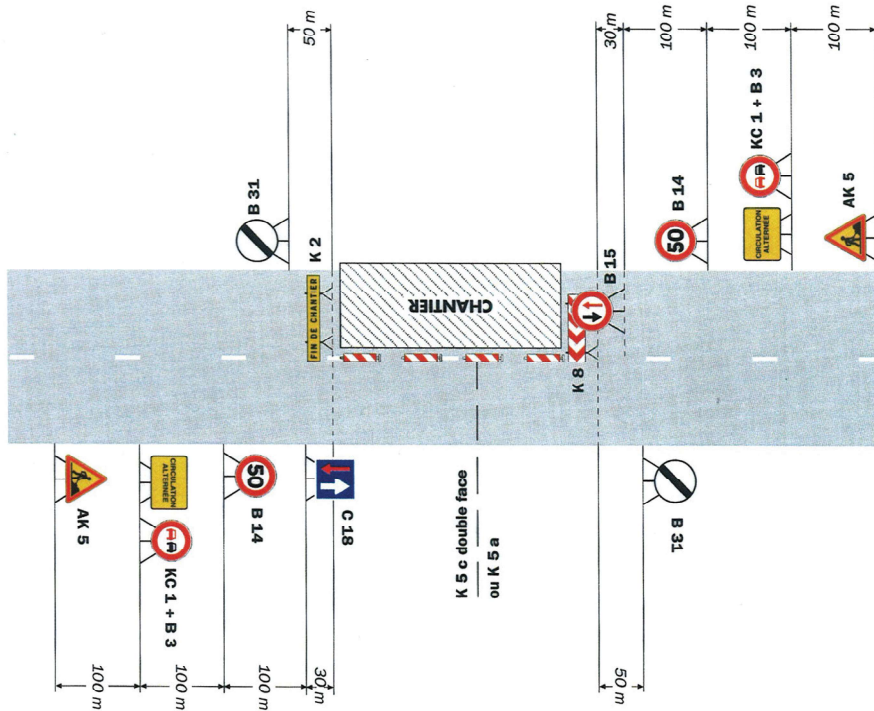 50 m
30 m
100 m
100 m
100 m
B 31
K 2
FIN DE CHANTIER
CHANTIER
B 15
K 8
B 14
50
KC 1 + B 3
CIRCULATION
ALTERNÉE
AK 5
AK 5
CIRCULATION
ALTERNÉE
KC 1 + B 3
50
B 14
C 18
K 5 c double face
ou K 5 a
B 31
100 m
100 m
100 m
30 m
50 m